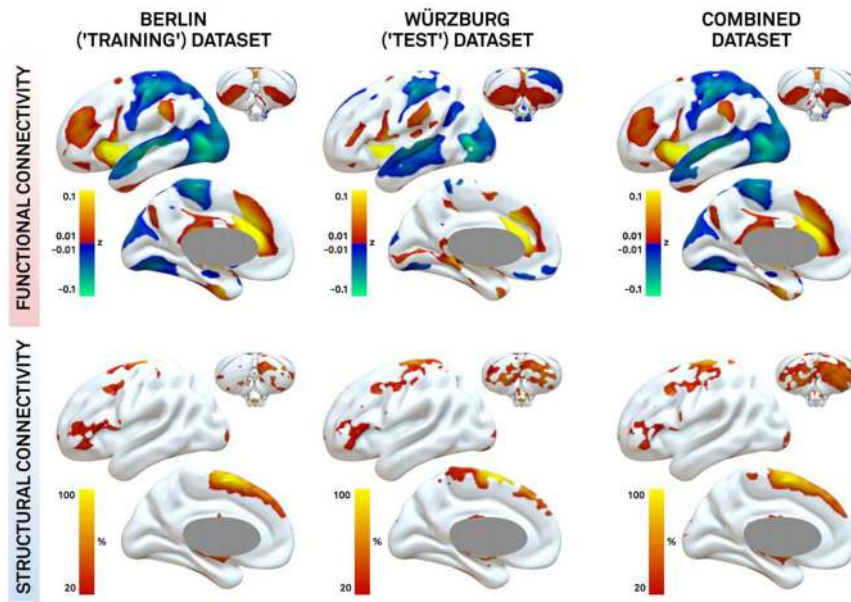 BERLIN
('TRAINING') DATASET
WÜRZBURG
('TEST') DATASET
COMBINED
DATASET
FUNCTIONAL CONNECTIVITY
0.1
0.01
-0.01
z
-0.1
0.1
0.01
-0.01
z
-0.1
0.1
0.01
-0.01
z
-0.1
STRUCTURAL CONNECTIVITY
100
%
20
100
%
20
100
%
20